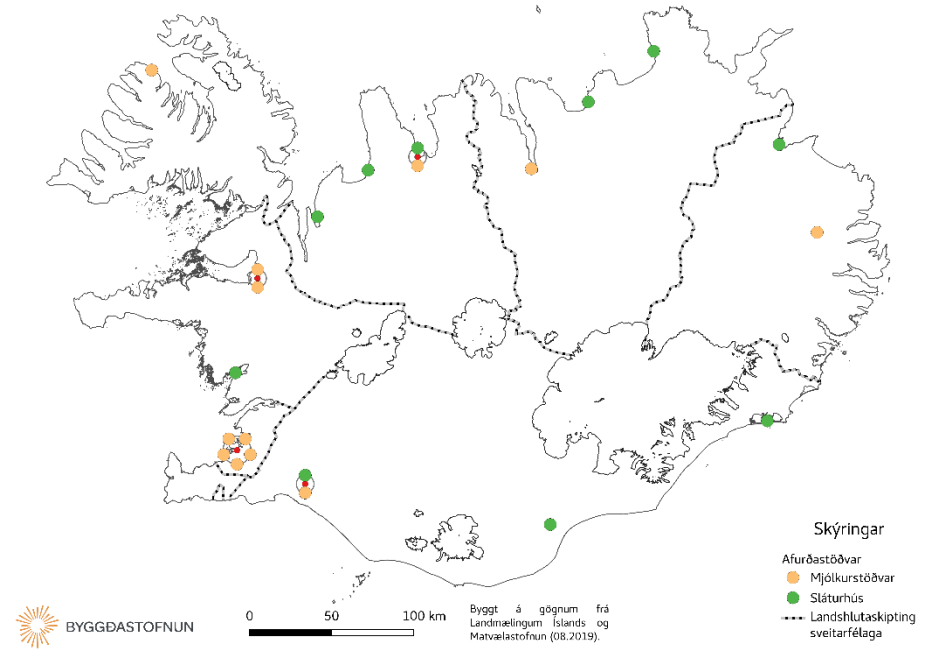 Skýringar
Afurðastöðvar
Mjólkurstöðvar
Sláturhús
Landshlutaskipting
sveitarfélaga
BYGGÐASTOFNUN
0 50 100 km
Byggt á gögnum frá
Landmælingum Íslands og
Matvælastofnun (08.2019).